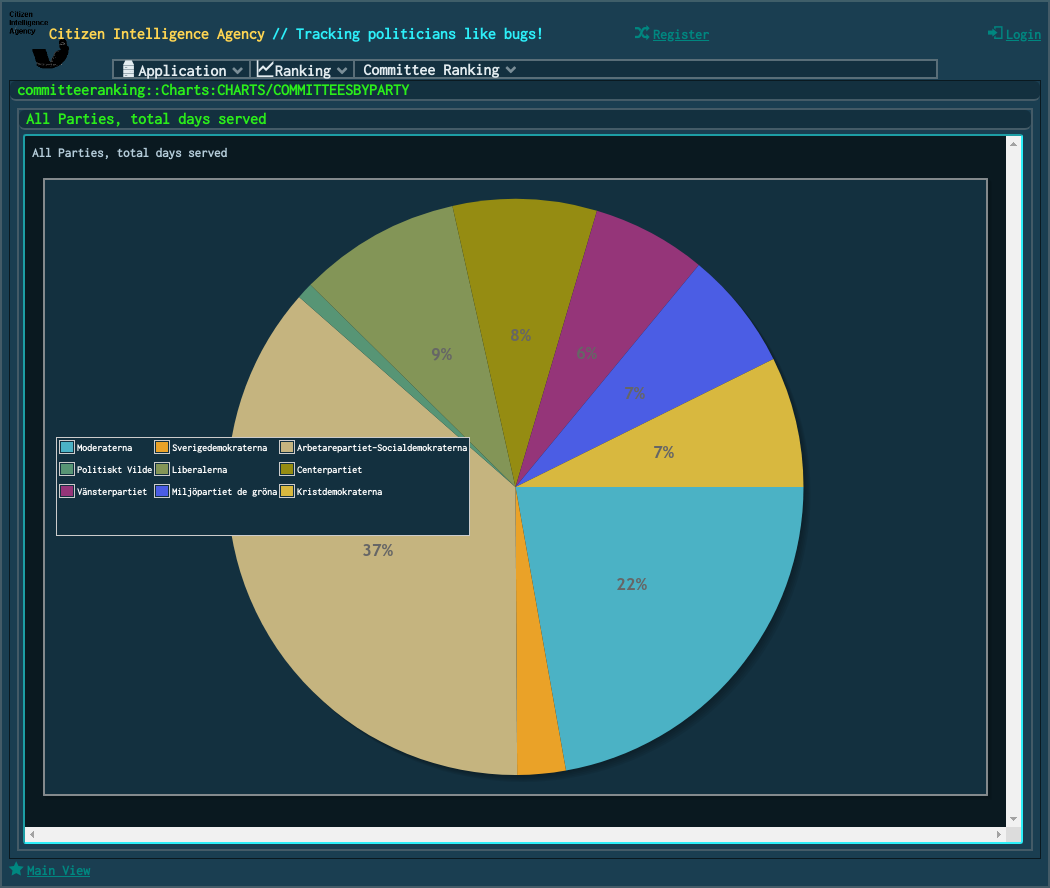 Citizen
Intelligence
Agency
Citizen Intelligence Agency // Tracking politicians like bugs!
Register
Login
Application
Ranking
Committee Ranking
committeeranking::Charts:CHARTS/COMMITTEESBYPARTY
All Parties, total days served
All Parties, total days served
8%
9%
6%
7%
7%
Moderaterna
Sverigedemokraterna
Arbetarepartiet-Socialdemokraterna
Politiskt Vilde
Liberalerna
Centerpartiet
Vänsterpartiet
Miljöpartiet de gröna
Kristdemokraterna
37%
22%
Main View